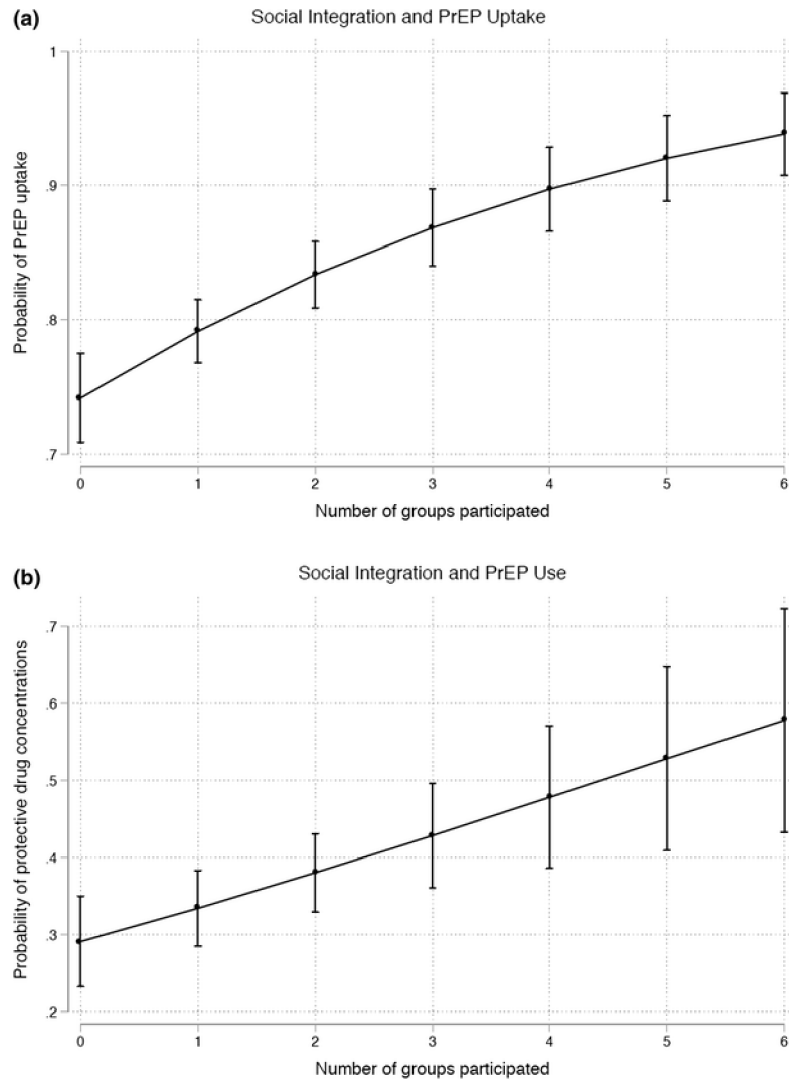 (a)
Social Integration and PrEP Uptake
Probability of PrEP uptake
1
.9
.8
.7
0 1 2 3 4 5 6
Number of groups participated
(b)
Social Integration and PrEP Use
Probability of protective drug concentrations
.7
.6
.5
.4
.3
.2
0 1 2 3 4 5 6
Number of groups participated